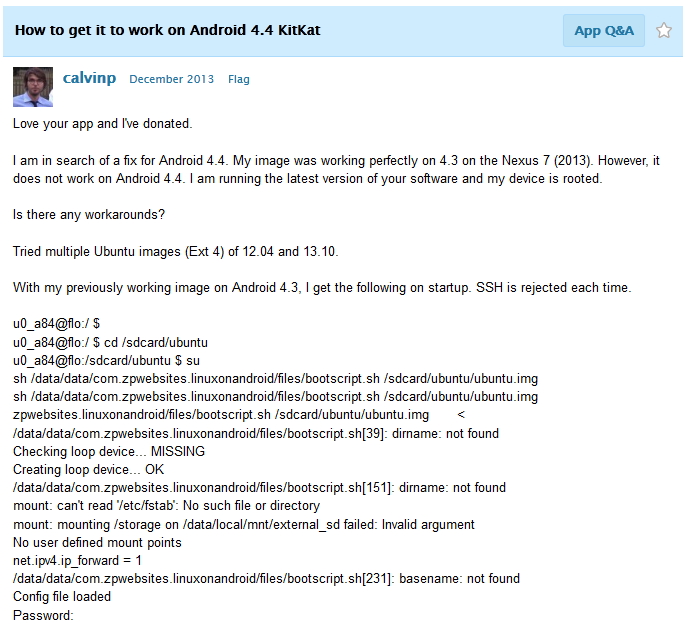 How to get it to work on Android 4.4 KitKat
App Q&A
calvinp December 2013 Flag
Love your app and I've donated.
I am in search of a fix for Android 4.4. My image was working perfectly on 4.3 on the Nexus 7 (2013). However, it
does not work on Android 4.4. I am running the latest version of your software and my device is rooted.
Is there any workarounds?
Tried multiple Ubuntu images (Ext 4) of 12.04 and 13.10.
With my previously working image on Android 4.3, I get the following on startup. SSH is rejected each time.
u0_a84@flo:/ $
u0_a84@flo:/ $ cd /sdcard/ubuntu
u0_a84@flo:/sdcard/ubuntu $ su
sh /data/data/com.zpwebsites.linuxonandroid/files/bootscript.sh /sdcard/ubuntu/ubuntu.img
sh /data/data/com.zpwebsites.linuxonandroid/files/bootscript.sh /sdcard/ubuntu/ubuntu.img
zpwebsites.linuxonandroid/files/bootscript.sh /sdcard/ubuntu/ubuntu.img <
/data/data/com.zpwebsites.linuxonandroid/files/bootscript.sh[39]: dirname: not found
Checking loop device... MISSING
Creating loop device... OK
/data/data/com.zpwebsites.linuxonandroid/files/bootscript.sh[151]: dirname: not found
mount: can't read '/etc/fstab': No such file or directory
mount: mounting /storage on /data/local/mnt/external_sd failed: Invalid argument
No user defined mount points
net.ipv4.ip_forward = 1
/data/data/com.zpwebsites.linuxonandroid/files/bootscript.sh[231]: basename: not found
Config file loaded
Password: